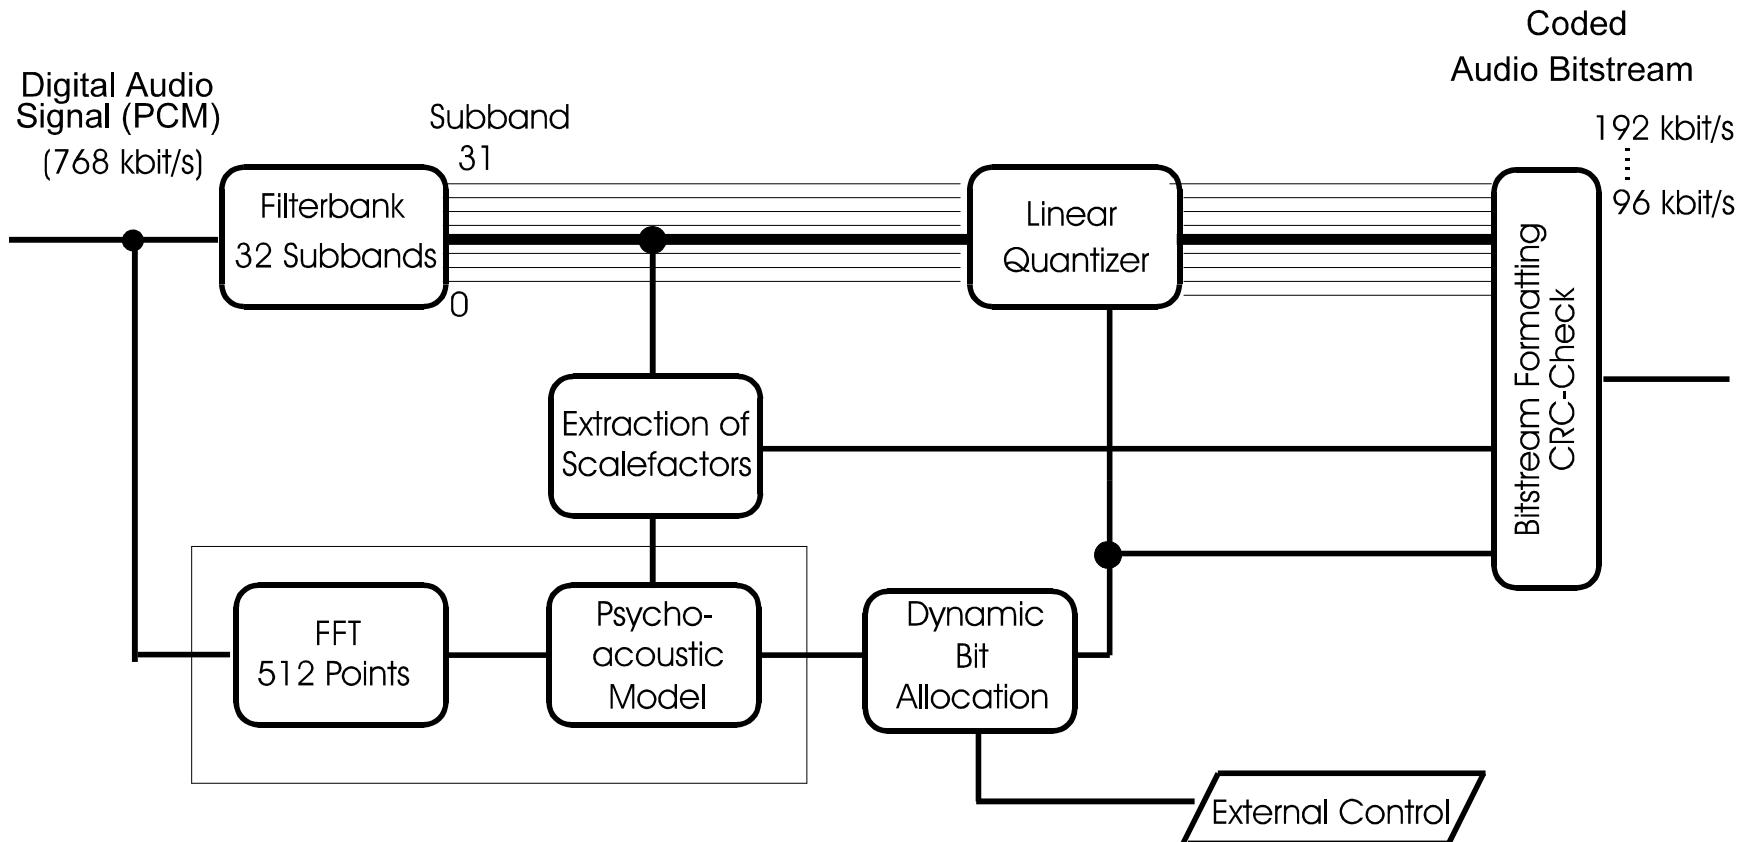 Coded
Audio Bitstream
Digital Audio
Signal (PCM)
(768 kbit/s)
Subband
31
192 kbit/s
96 kbit/s
Filterbank
32 Subbands
0
Linear
Quantizer
Bitstream Formatting
CRC-Check
Extraction of
Scalefactors
FFT
512 Points
Psycho-
acoustic
Model
Dynamic
Bit
Allocation
External Control